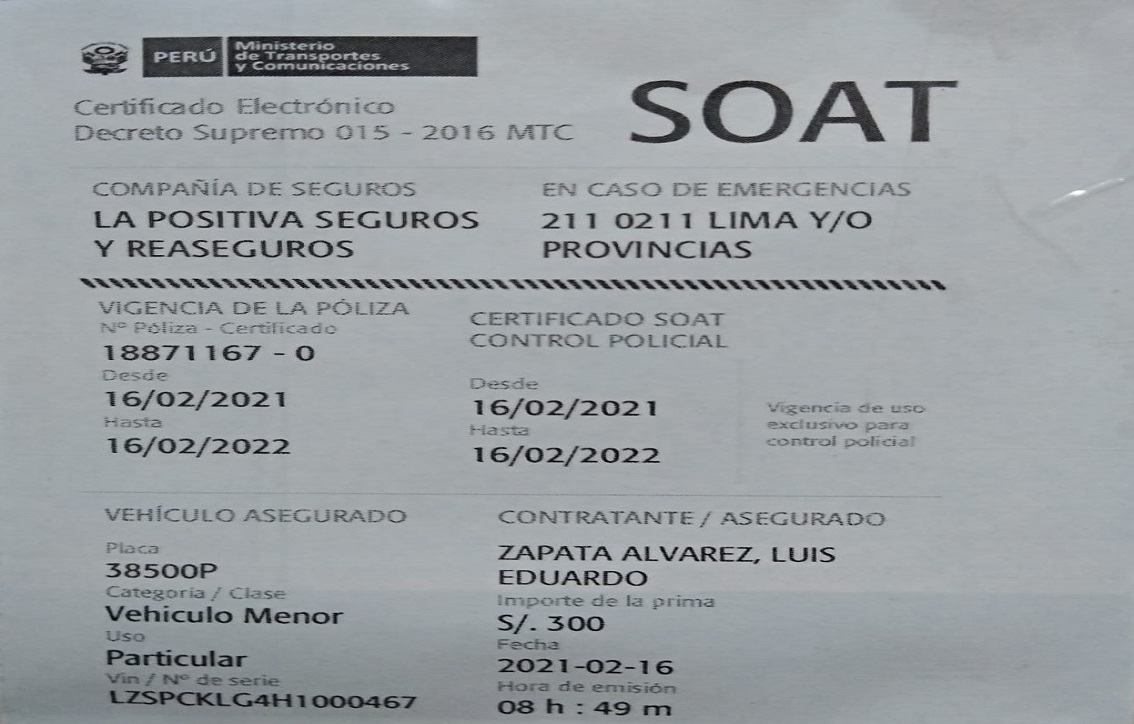 PERÚ
Ministerio
de Transportes
y Comunicaciones
Certificado Electrónico
Decreto Supremo 015 - 2016 MTC
SOAT
COMPAÑÍA DE SEGUROS
LA POSITIVA SEGUROS
Y REASEGUROS
EN CASO DE EMERGENCIAS
211 0211 LIMA Y/O
PROVINCIAS
VIGENCIA DE LA PÓLIZA
Nº Póliza - Certificado
18871167 - 0
Desde
16/02/2021
Hasta
16/02/2022
CERTIFICADO SOAT
CONTROL POLICIAL
Desde
16/02/2021
Hasta
16/02/2022
Vigencia de uso
exclusivo para
control policial
VEHÍCULO ASEGURADO
Placa
38500P
Categoría / Clase
Vehículo Menor
Uso
Particular
Vin / Nº de serie
LZSPCKLG4H1000467
CONTRATANTE / ASEGURADO
ZAPATA ALVAREZ, LUIS
EDUARDO
Importe de la prima
S/. 300
Fecha
2021-02-16
Hora de emisión
08 h : 49 m